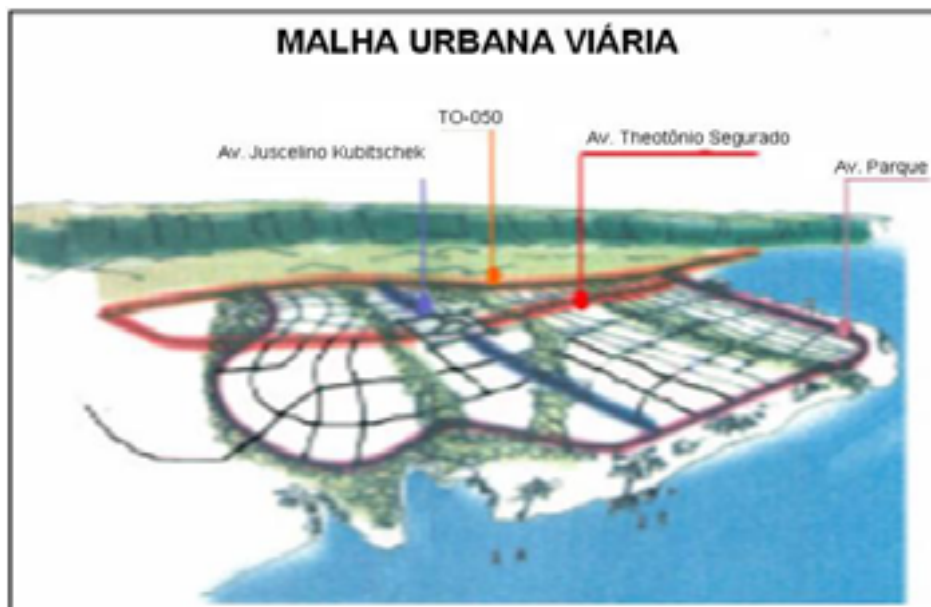 MALHA URBANA VIÁRIA
TO-050
Av. Theotônio Segurado
Av. Juscelino Kubitschek
Av. Parque